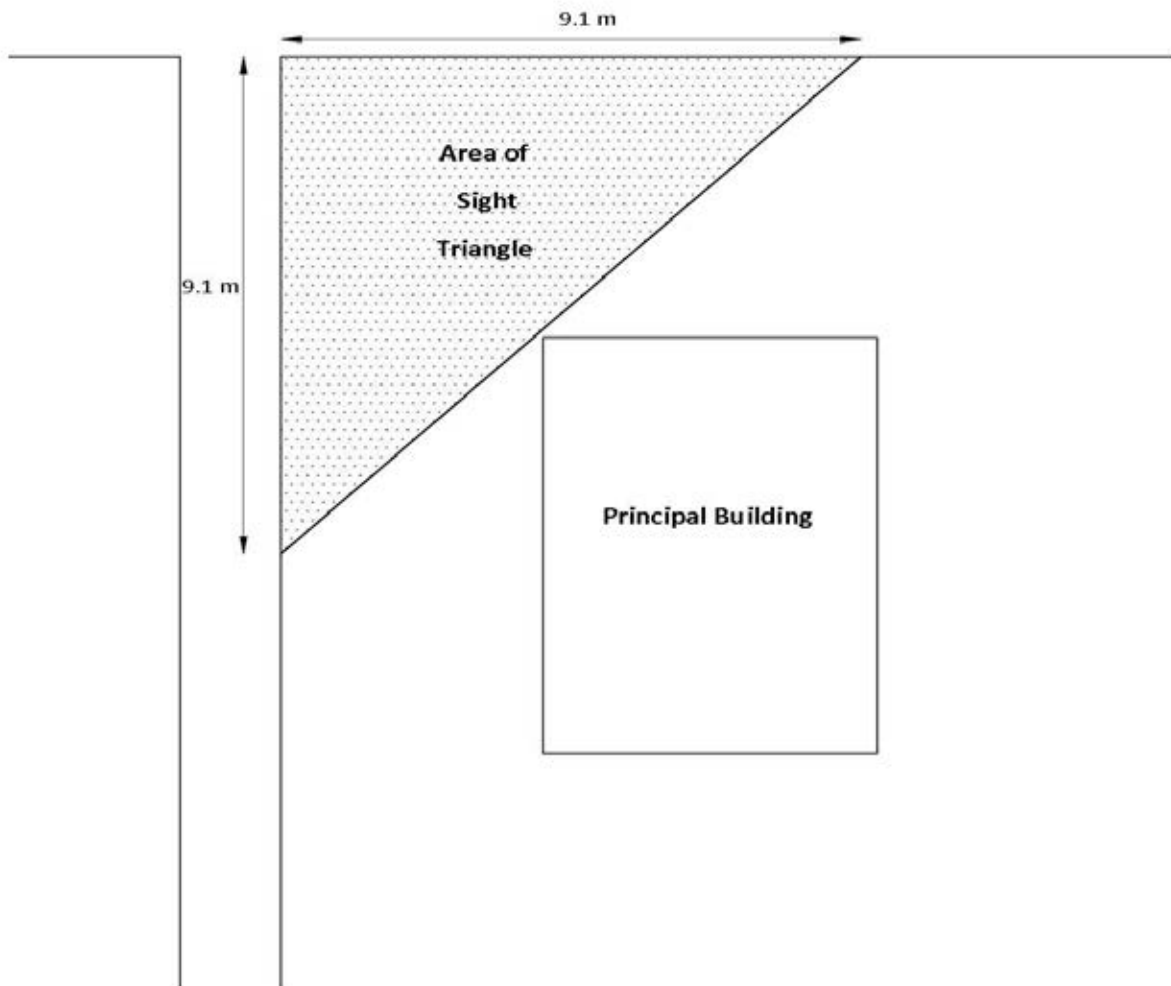 9.1 m
Area of
Sight
Triangle
9.1 m
Principal Building